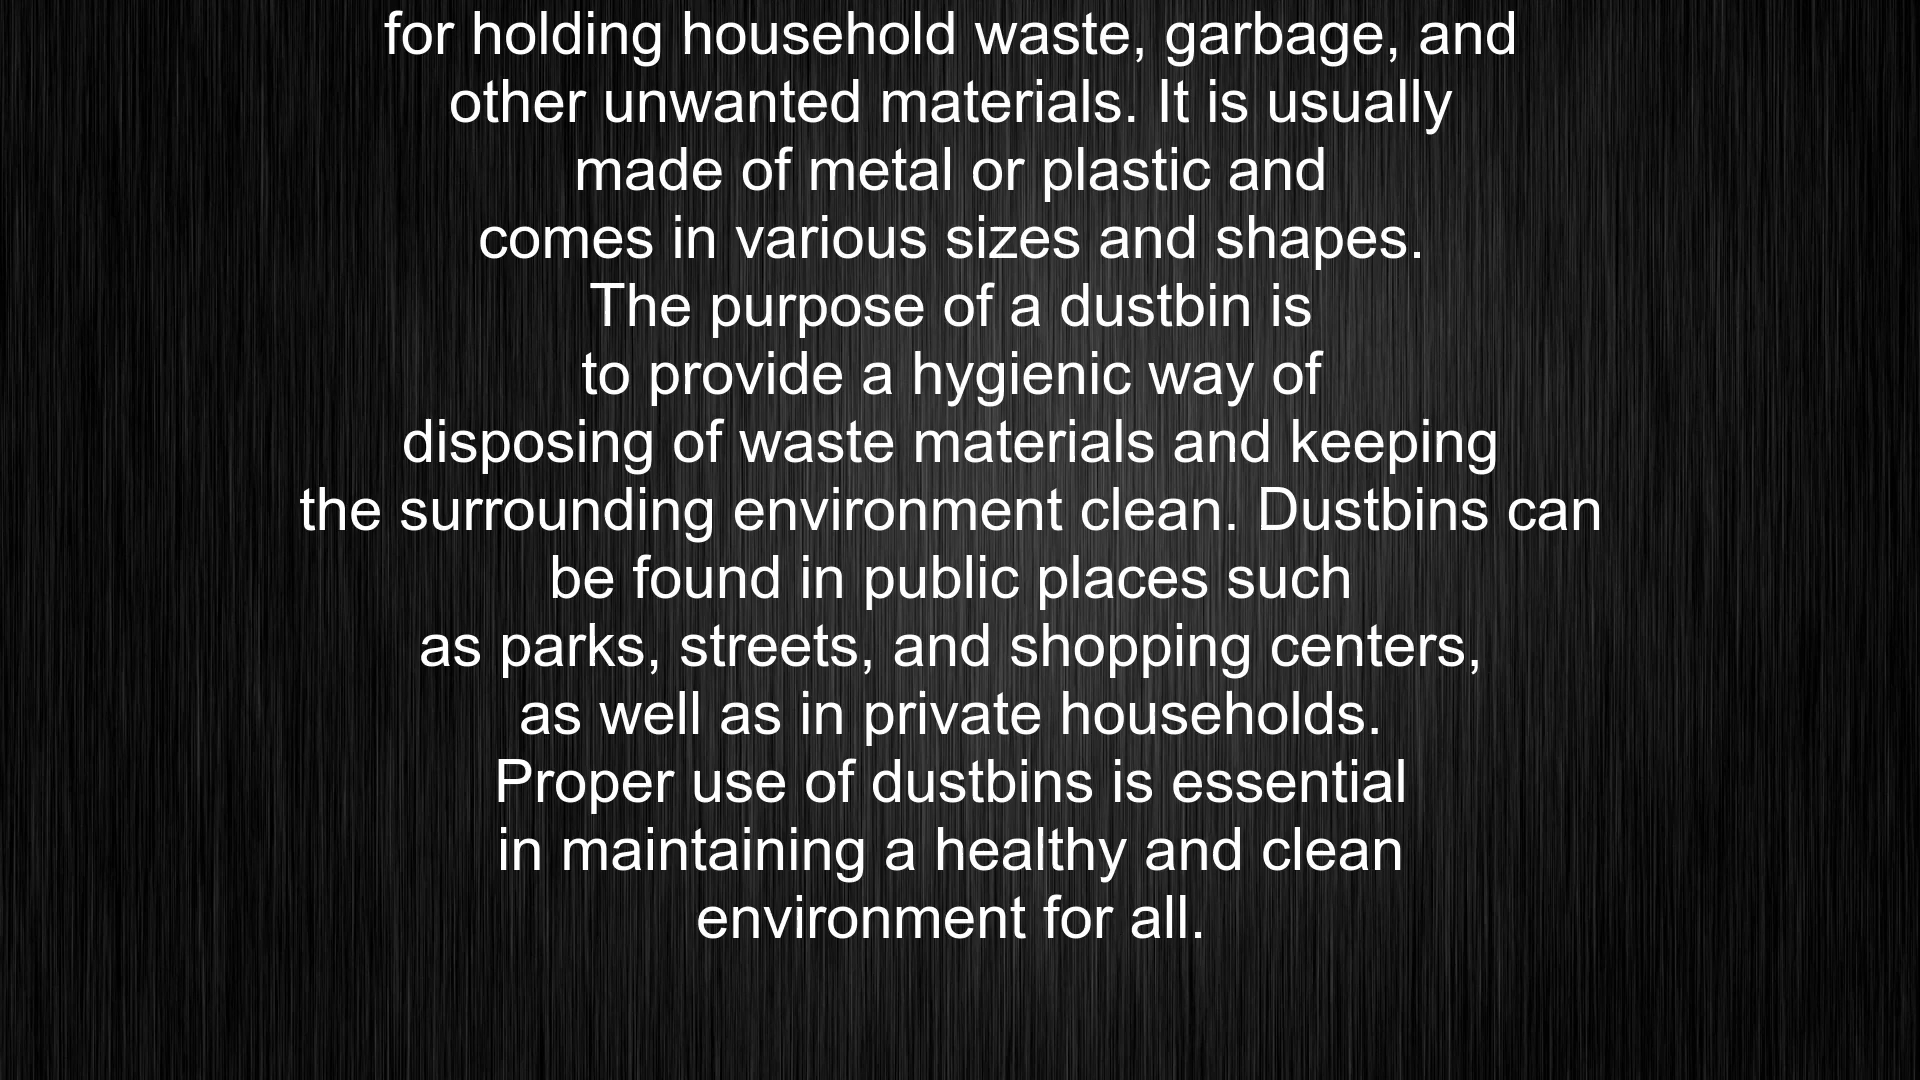 for holding household waste, garbage, and
other unwanted materials. It is usually
made of metal or plastic and
comes in various sizes and shapes.
The purpose of a dustbin is
to provide a hygienic way of
disposing of waste materials and keeping
the surrounding environment clean. Dustbins can
be found in public places such
as parks, streets, and shopping centers,
as well as in private households.
Proper use of dustbins is essential
in maintaining a healthy and clean
environment for all.